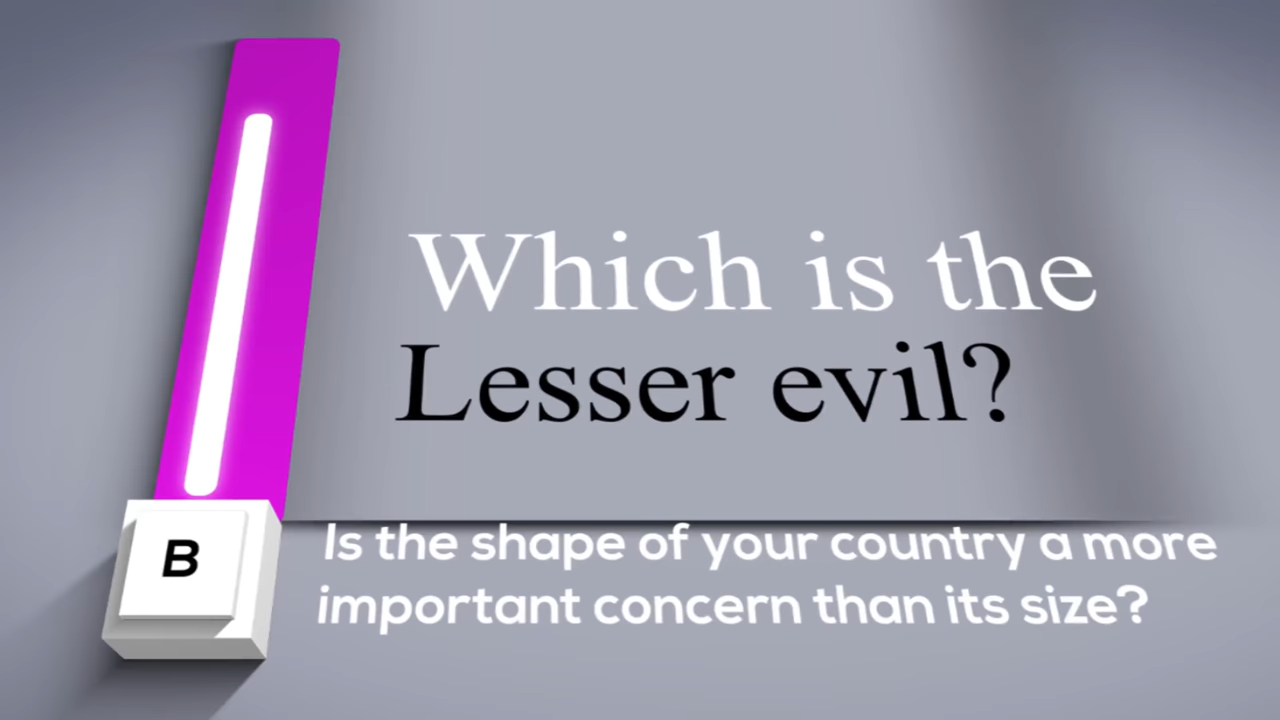 Which is the
Lesser evil?
B
Is the shape of your country a more
important concern than its size?